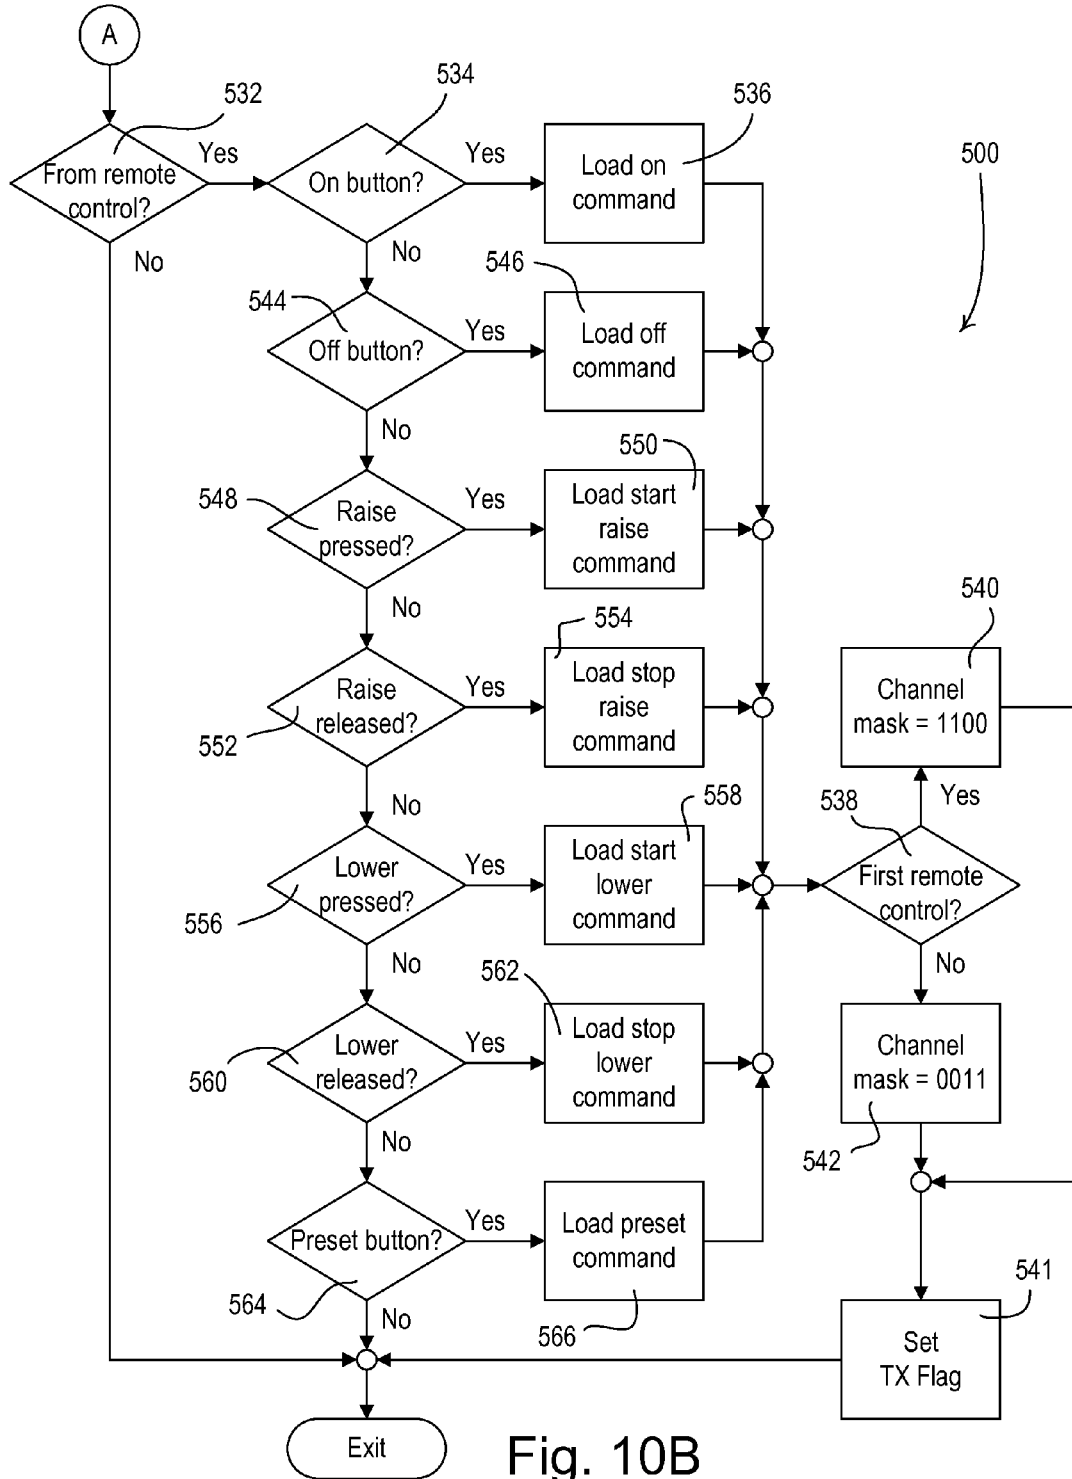 A
532
534
536
500
From remote
control?
Yes
No
On button?
Yes
No
Load on
command
544
546
Off button?
Yes
No
Load off
command
548
550
Raise
pressed?
Yes
No
Load start
raise
command
552
554
Raise
released?
Yes
No
Load stop
raise
command
540
Channel
mask = 1100
556
558
Lower
pressed?
Yes
No
Load start
lower
command
538
Yes
First remote
control?
No
560
562
Lower
released?
Yes
No
Load stop
lower
command
Channel
mask = 0011
542
Preset button?
Yes
564
No
Load preset
command
566
541
Set
TX Flag
Exit
Fig. 10B